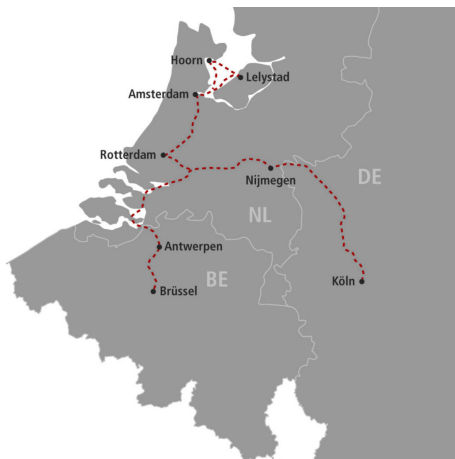 Hoorn
Lelystad
Amsterdam
Rotterdam
Nijmegen
DE
NL
Antwerpen
BE
Köln
Brüssel